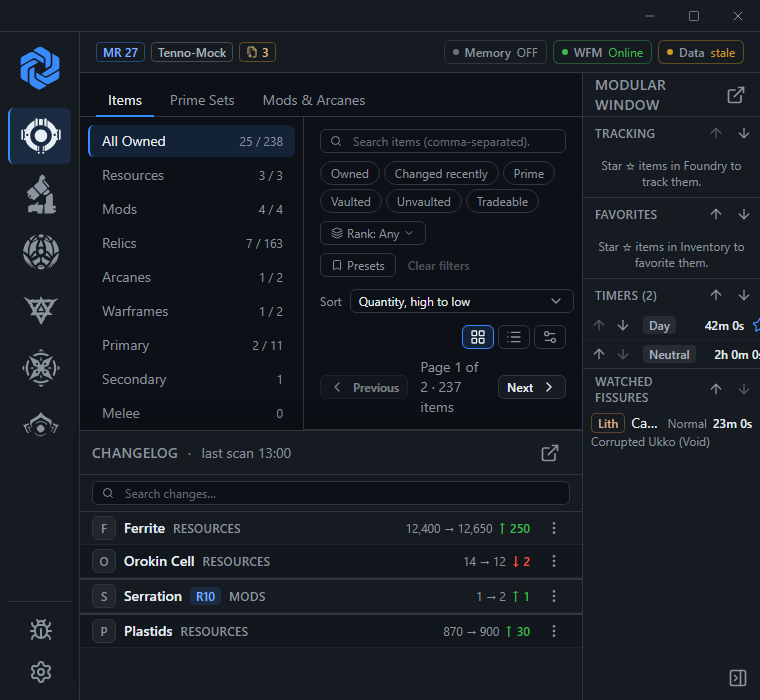 MR 27 Tenno-Mock 3 Memory OFF WFM Online Data stale
Items Prime Sets Mods & Arcanes
All Owned 25 / 238
Resources 3 / 3
Mods 4 / 4
Relics 7 / 163
Arcanes 1 / 2
Warframes 1 / 2
Primary 2 / 11
Secondary 1
Melee 0
Search items (comma-separated).
Owned Changed recently Prime
Vaulted Unvaulted Tradeable
Rank: Any
Presets Clear filters
Sort Quantity, high to low
Previous
Page 1 of
2 · 237
items
Next
CHANGELOG · last scan 13:00
Search changes...
F Ferrite RESOURCES 12,400 → 12,650 ↑ 250
O Orokin Cell RESOURCES 14 → 12 ↓ 2
S Serration R10 MODS 1 → 2 ↑ 1
P Plastids RESOURCES 870 → 900 ↑ 30
MODULAR
WINDOW
TRACKING
Star ☆ items in Foundry to
track them.
FAVORITES
Star ☆ items in Inventory to
favorite them.
TIMERS (2)
Day 42m 0s
Neutral 2h 0m 0s
WATCHED
FISSURES
Lith Ca... Normal 23m 0s
Corrupted Ukko (Void)